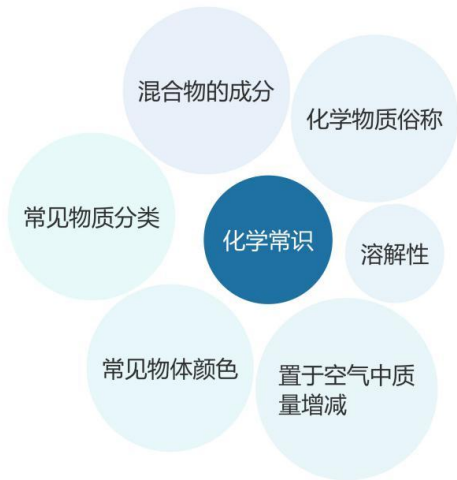 混合物的成分
化学物质俗称
常见物质分类
化学常识
溶解性
常见物体颜色
置于空气中质
量增减